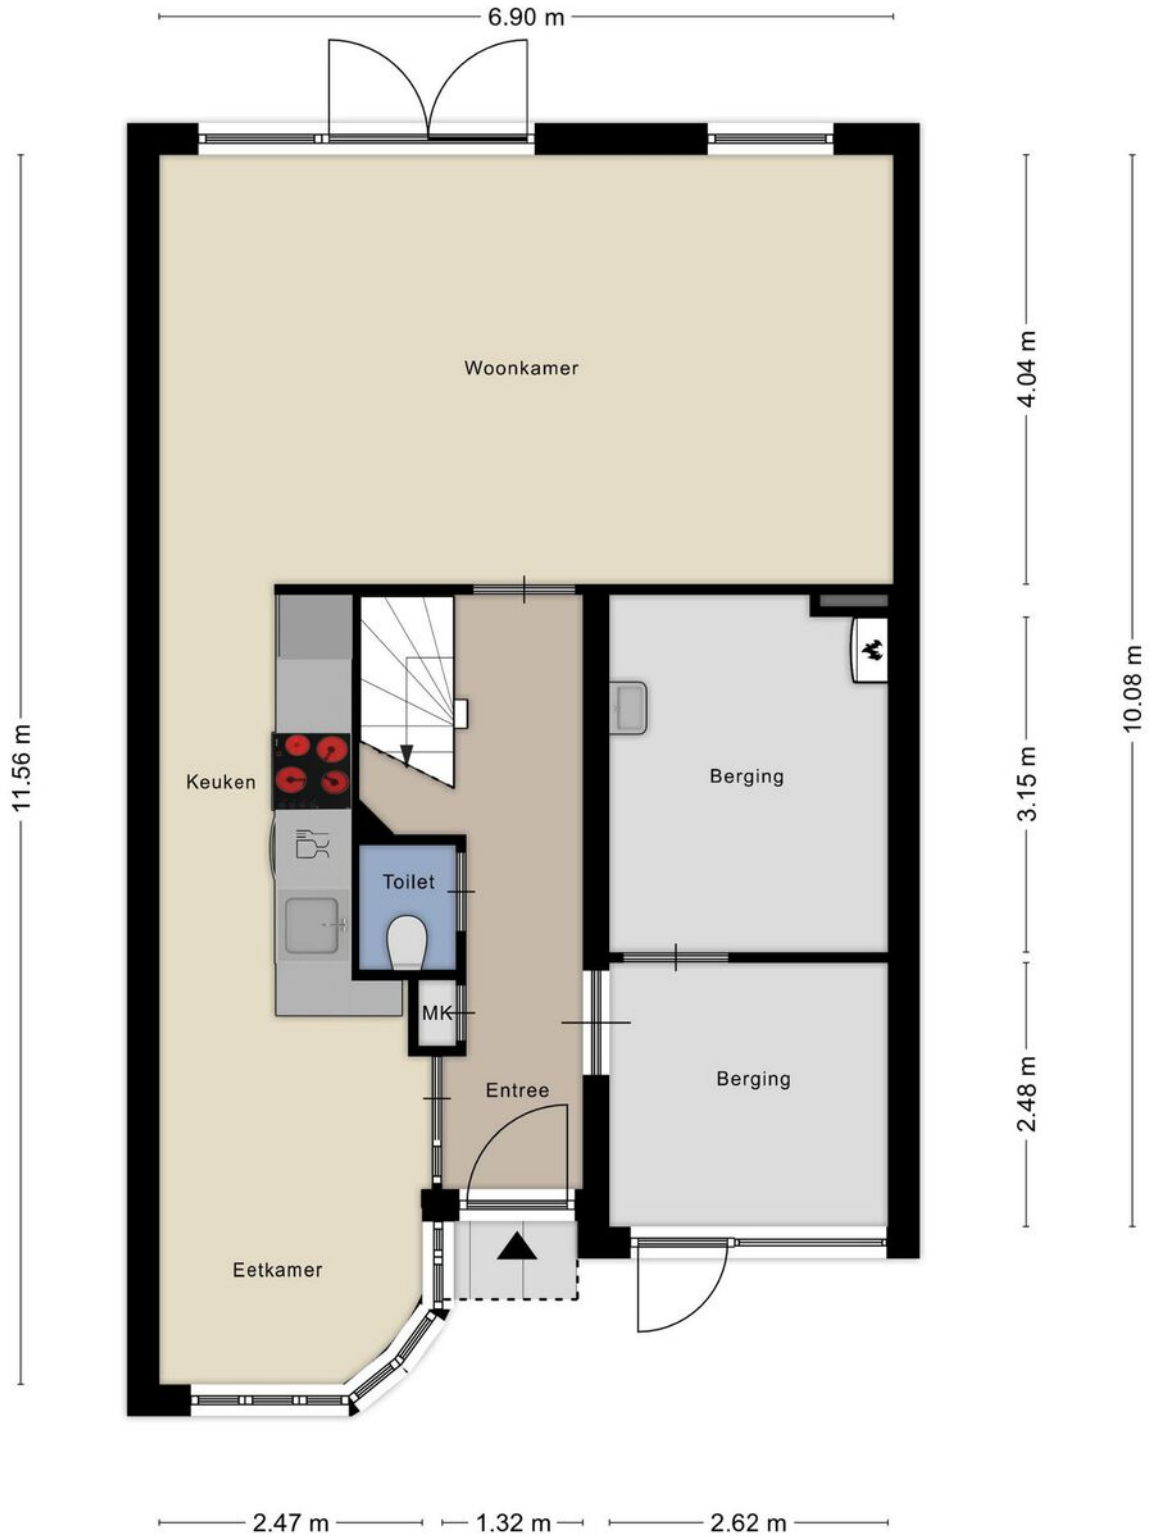 6.90 m
Woonkamer
4.04 m
10.08 m
11.56 m
Keuken
Berging
3.15 m
Toilet
MK
Entree
Berging
2.48 m
Eetkamer
2.47 m
1.32 m
2.62 m